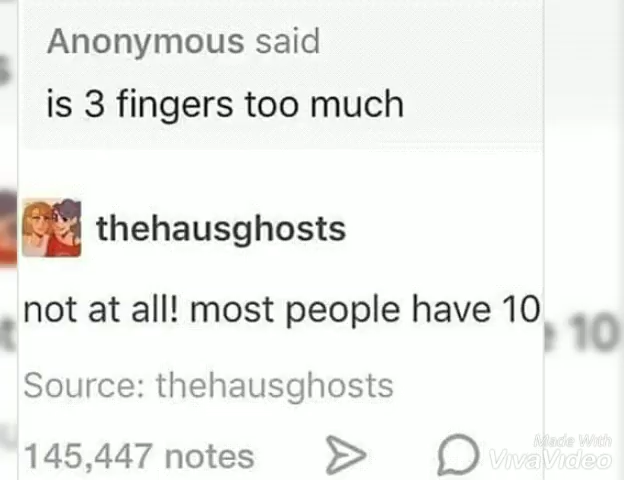 Anonymous said
is 3 fingers too much
thehausghosts
not at all! most people have 10
10
Source: thehausghosts
145,447 notes
Made With
VivaVideo